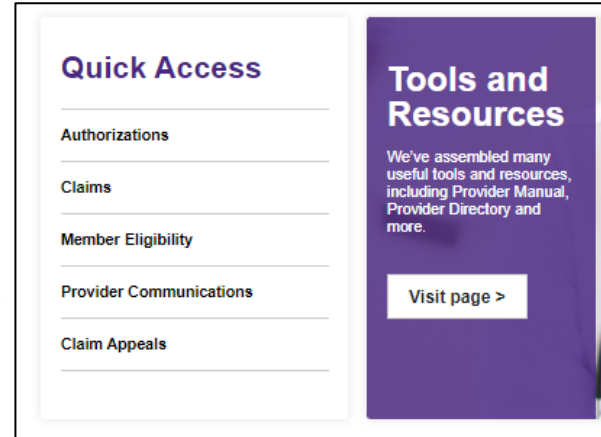 Quick Access
Authorizations
Claims
Member Eligibility
Provider Communications
Claim Appeals
Tools and
Resources
We've assembled many
useful tools and resources,
including Provider Manual,
Provider Directory and
more.
Visit page >